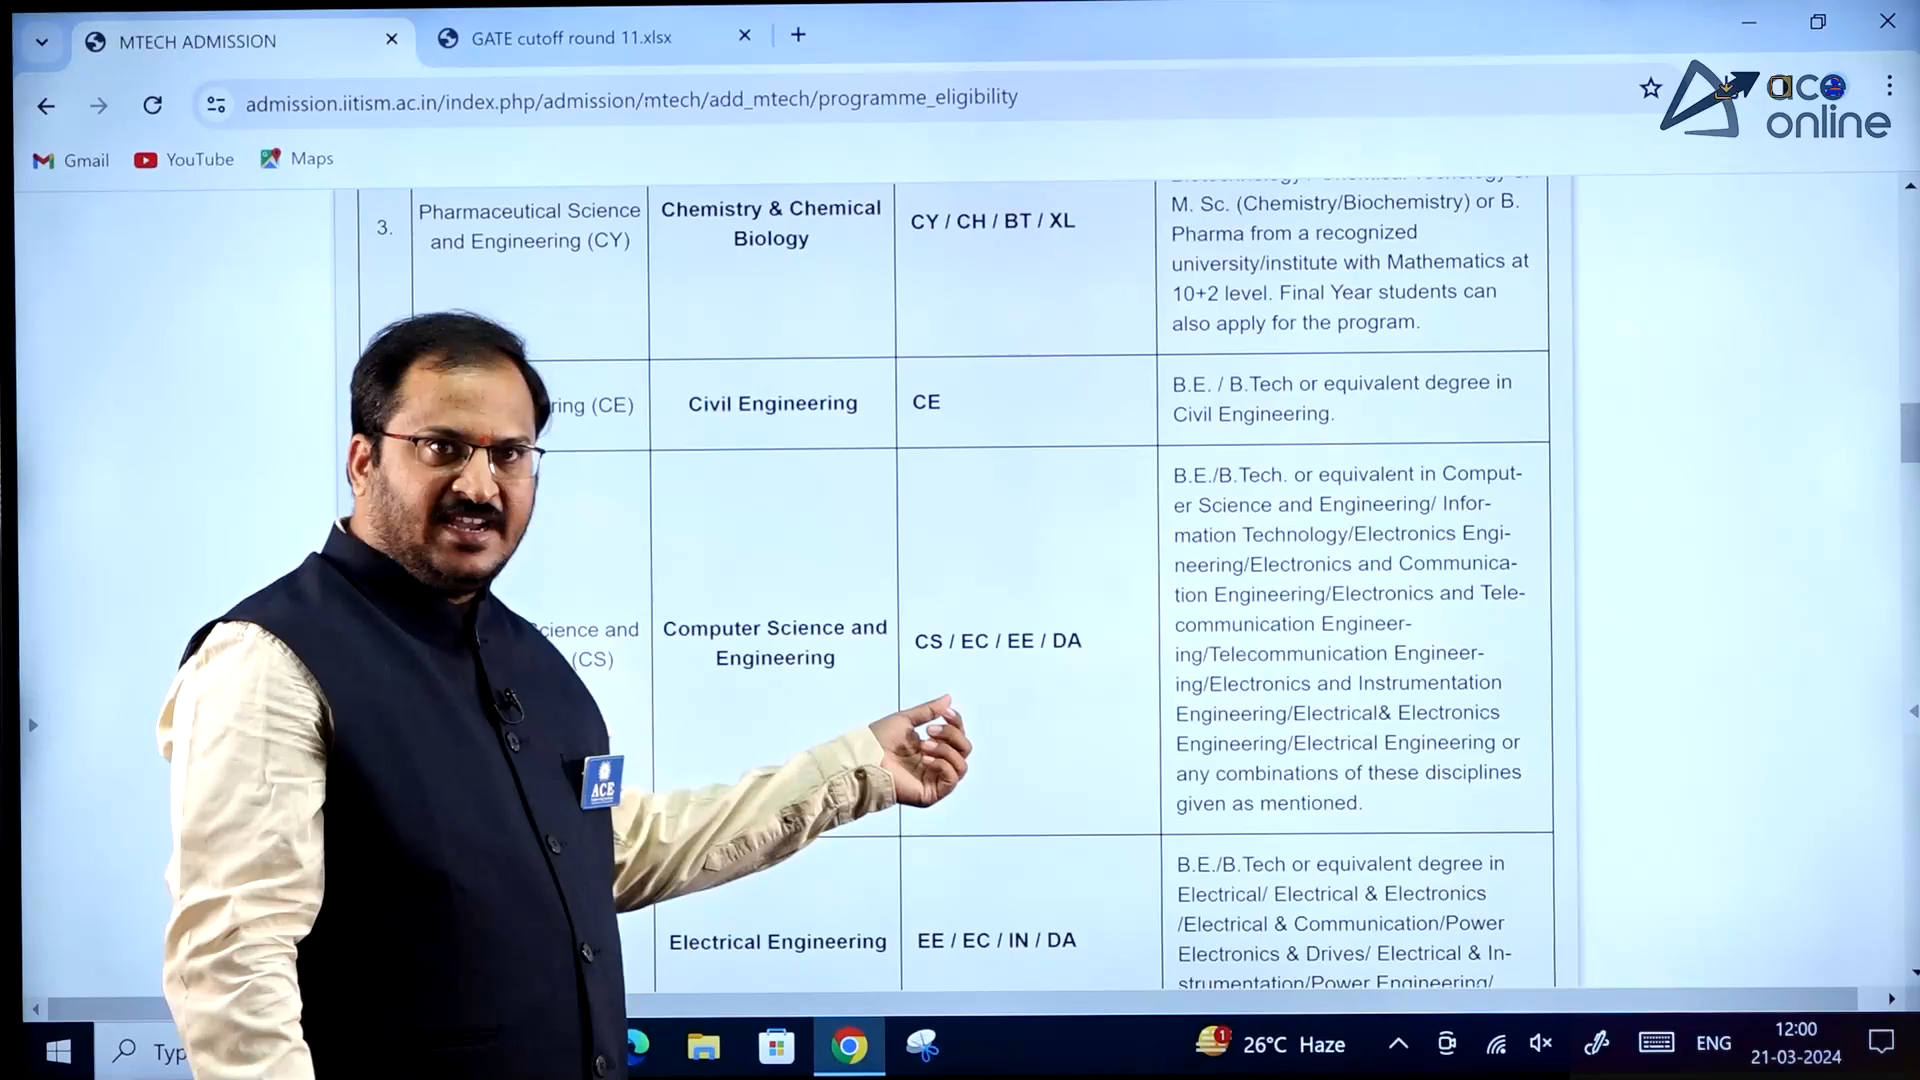 MTECH ADMISSION
GATE cutoff round 11.xlsx
admission.iitism.ac.in/index.php/admission/mtech/add_mtech/programme_eligibility
ace
online
Gmail
YouTube
Maps
3.
Pharmaceutical Science
and Engineering (CY)
Chemistry & Chemical
Biology
CY / CH / BT / XL
M. Sc. (Chemistry/Biochemistry) or B.
Pharma from a recognized
university/institute with Mathematics at
10+2 level. Final Year students can
also apply for the program.
ring (CE)
Civil Engineering
CE
B.E. / B.Tech or equivalent degree in
Civil Engineering.
cience and
(CS)
Computer Science and
Engineering
CS / EC / EE / DA
B.E./B.Tech. or equivalent in Comput-
er Science and Engineering/ Infor-
mation Technology/Electronics Engi-
neering/Electronics and Communica-
tion Engineering/Electronics and Tele-
communication Engineer-
ing/Telecommunication Engineer-
ing/Electronics and Instrumentation
Engineering/Electrical& Electronics
Engineering/Electrical Engineering or
any combinations of these disciplines
given as mentioned.
ACE
Electrical Engineering
EE / EC / IN / DA
B.E./B.Tech or equivalent degree in
Electrical/ Electrical & Electronics
/Electrical & Communication/Power
Electronics & Drives/ Electrical & In-
strumentation/Power Engineering/
Typ
1
26°C Haze
ENG
12:00
21-03-2024